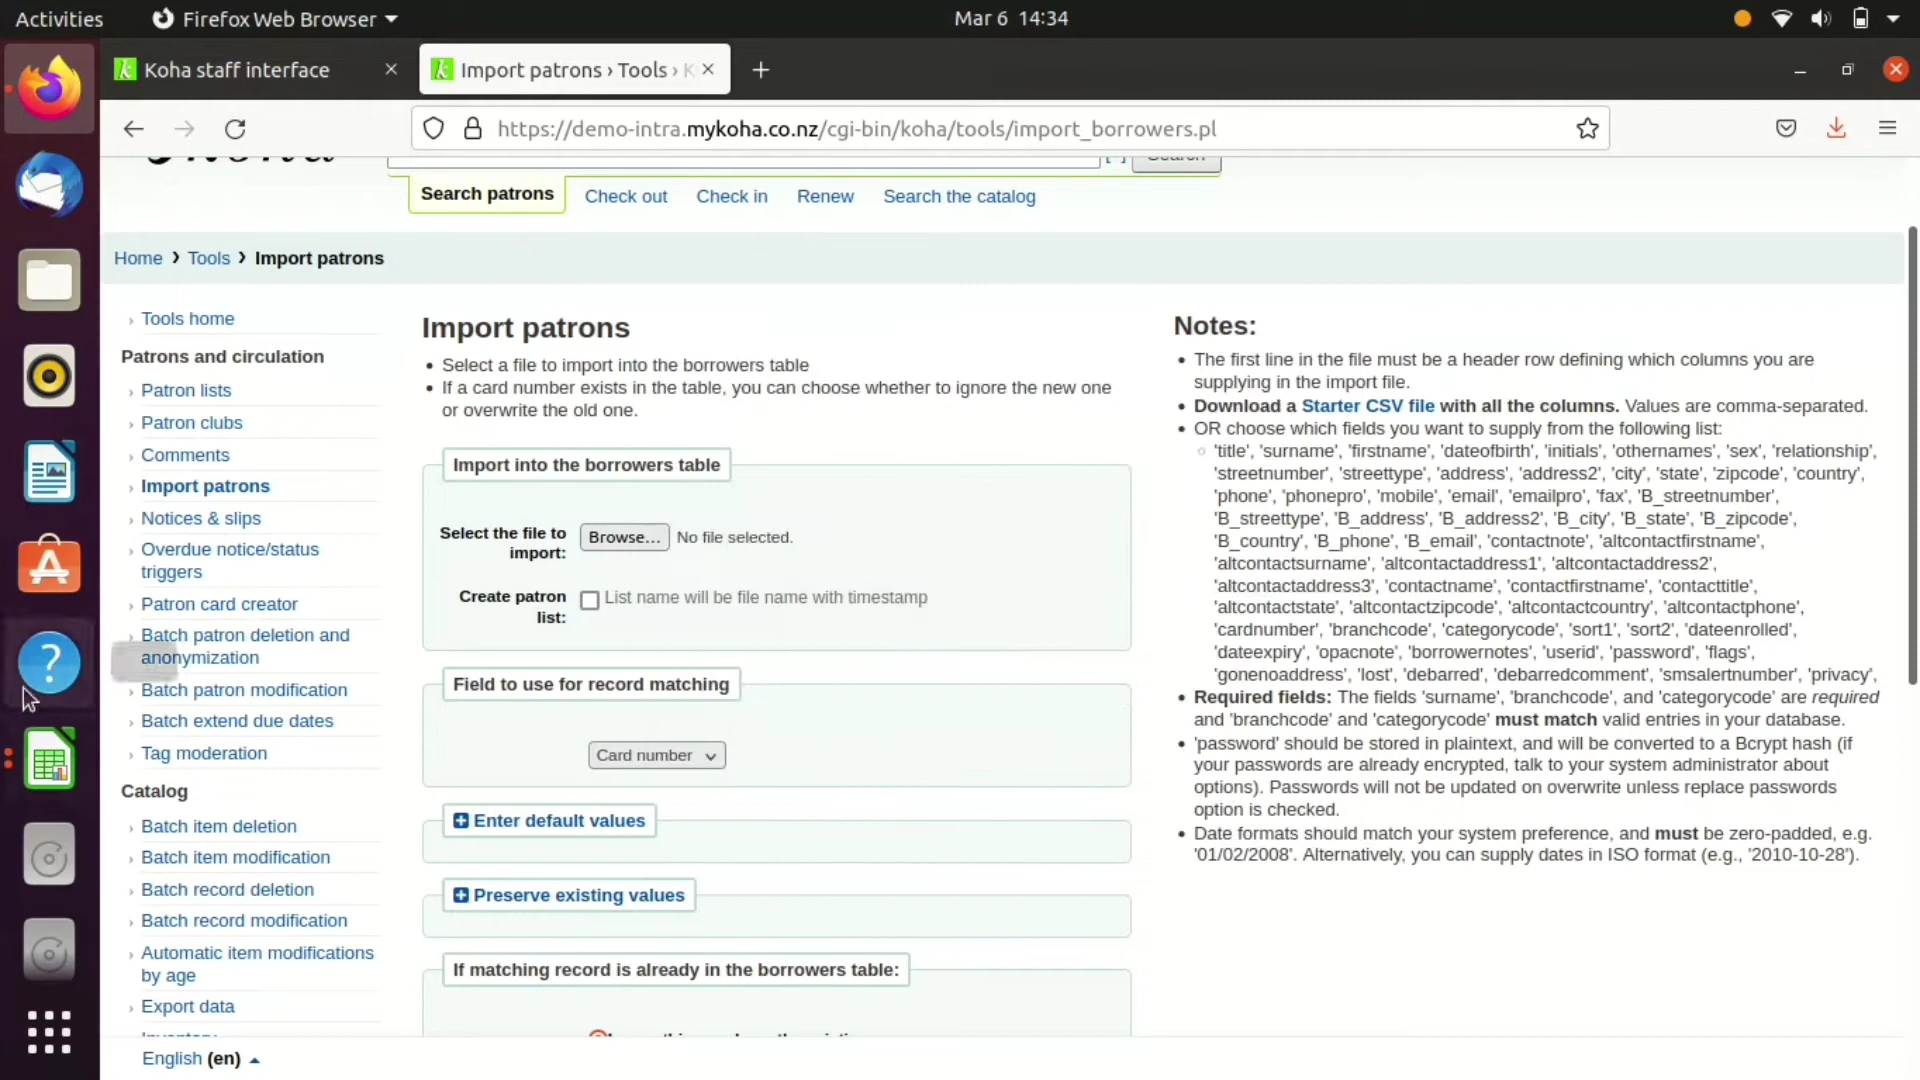 Activities
Firefox Web Browser
Mar 6 14:34
Koha staff interface
Import patrons › Tools › K
https://demo-intra.mykoha.co.nz/cgi-bin/koha/tools/import_borrowers.pl
Search patrons
Check out
Check in
Renew
Search the catalog
Home › Tools › Import patrons
Tools home
Patrons and circulation
Patron lists
Patron clubs
Comments
Import patrons
Notices & slips
Overdue notice/status
triggers
Patron card creator
Batch patron deletion and
anonymization
Batch patron modification
Batch extend due dates
Tag moderation
Catalog
Batch item deletion
Batch item modification
Batch record deletion
Batch record modification
Automatic item modifications
by age
Export data
English (en)
Import patrons
• Select a file to import into the borrowers table
• If a card number exists in the table, you can choose whether to ignore the new one
or overwrite the old one.
Import into the borrowers table
Select the file to
import:
Browse... No file selected.
Create patron
list:
List name will be file name with timestamp
Field to use for record matching
Card number
Enter default values
Preserve existing values
If matching record is already in the borrowers table:
Notes:
• The first line in the file must be a header row defining which columns you are
supplying in the import file.
• Download a Starter CSV file with all the columns. Values are comma-separated.
• OR choose which fields you want to supply from the following list:
'title', 'surname', 'firstname', 'dateofbirth', 'initials', 'othernames', 'sex', 'relationship',
'streetnumber', 'streettype', 'address', 'address2', 'city', 'state', 'zipcode', 'country',
'phone', 'phonepro', 'mobile', 'email', 'emailpro', 'fax', 'B_streetnumber',
'B_streettype', 'B_address', 'B_address2', 'B_city', 'B_state', 'B_zipcode',
'B_country', 'B_phone', 'B_email', 'contactnote', 'altcontactfirstname',
'altcontactsurname', 'altcontactaddress1', 'altcontactaddress2',
'altcontactaddress3', 'contactname', 'contactfirstname', 'contacttitle',
'altcontactstate', 'altcontactzipcode', 'altcontactcountry', 'altcontactphone',
'cardnumber', 'branchcode', 'categorycode', 'sort1', 'sort2', 'dateenrolled',
'dateexpiry', 'opacnote', 'borrowernotes', 'userid', 'password', 'flags',
'gonenoaddress', 'lost', 'debarred', 'debarredcomment', 'smsalertnumber', 'privacy',
• Required fields: The fields 'surname', 'branchcode', and 'categorycode' are required
and 'branchcode' and 'categorycode' must match valid entries in your database.
• 'password' should be stored in plaintext, and will be converted to a Bcrypt hash (if
your passwords are already encrypted, talk to your system administrator about
options). Passwords will not be updated on overwrite unless replace passwords
option is checked.
• Date formats should match your system preference, and must be zero-padded, e.g.
'01/02/2008'. Alternatively, you can supply dates in ISO format (e.g., '2010-10-28').